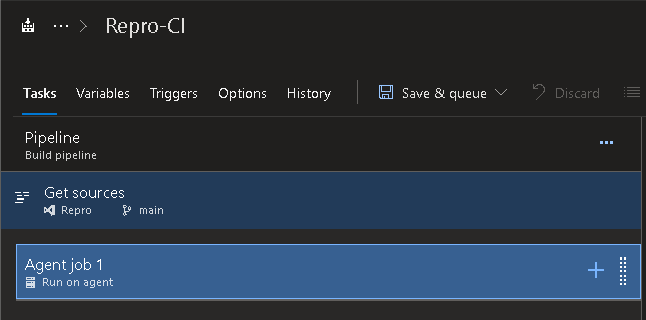 ··· > Repro-CI
Tasks Variables Triggers Options History Save & queue Discard
Pipeline
Build pipeline
Get sources
Repro main
Agent job 1
Run on agent